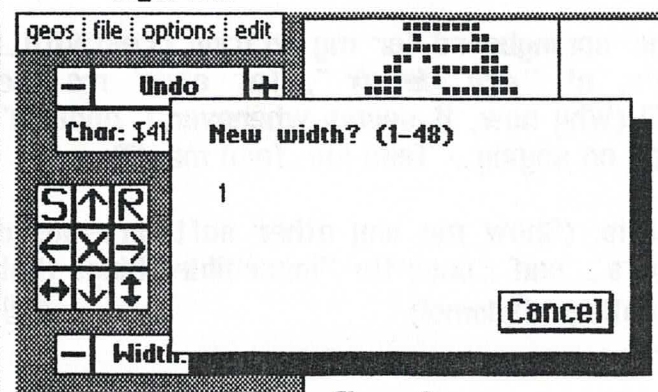 geos file options edit
Undo
Char: $41
New width? (1-48)
1
S R
Cancel
Width: